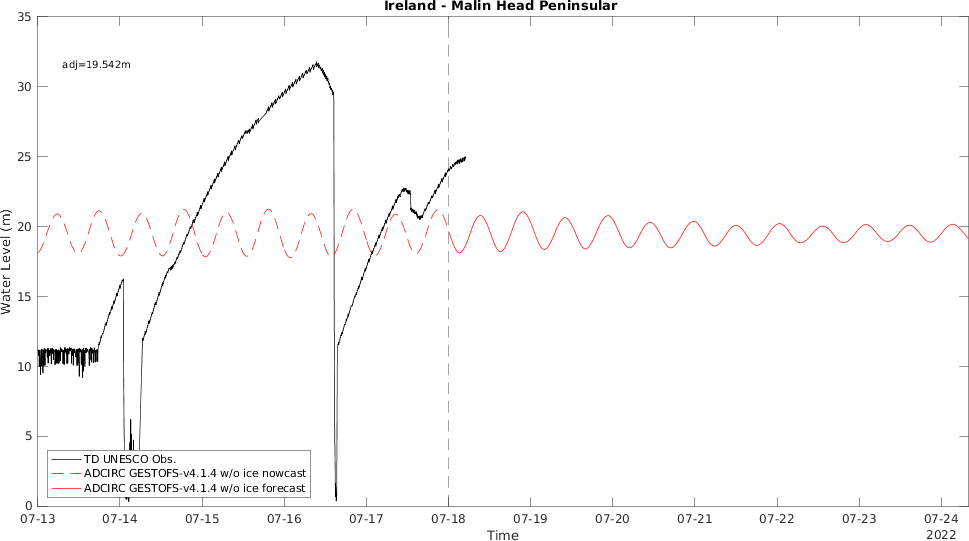 Ireland - Malin Head Peninsular
35
30
25
20
15
10
5
0
Water Level (m)
adj=19.542m
TD UNESCO Obs.
ADCIRC GESTOFS-v4.1.4 w/o ice nowcast
ADCIRC GESTOFS-v4.1.4 w/o ice forecast
07-13 07-14 07-15 07-16 07-17 07-18 07-19 07-20 07-21 07-22 07-23 07-24
Time
2022